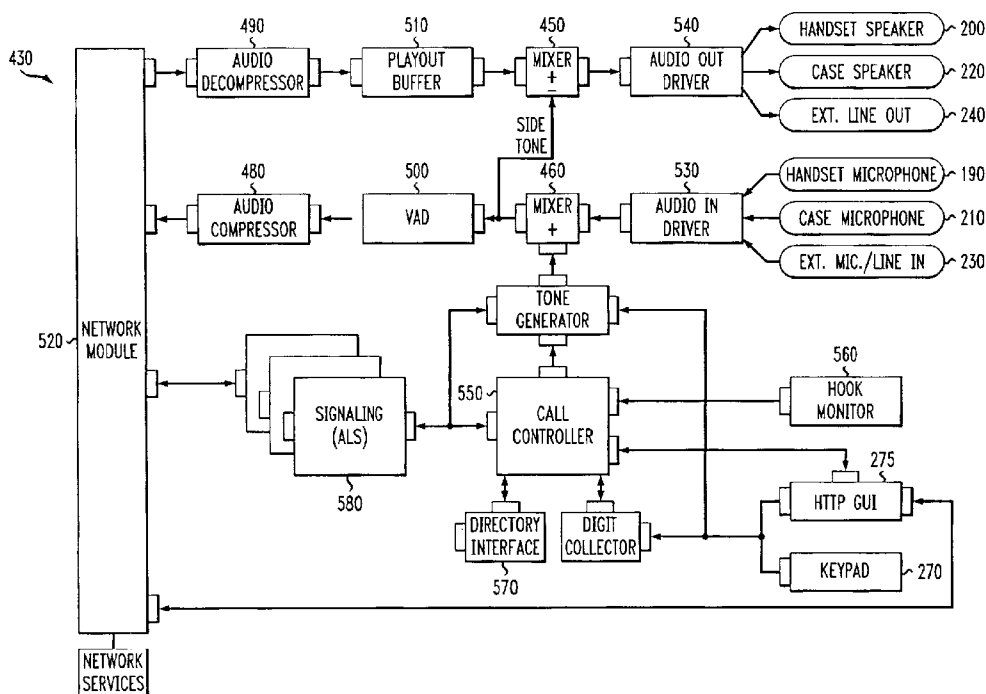 430
490
510
450
540
AUDIO
DECOMPRESSOR
PLAYOUT
BUFFER
MIXER
+
−
AUDIO OUT
DRIVER
HANDSET SPEAKER
200
CASE SPEAKER
220
EXT. LINE OUT
240
SIDE
TONE
480
500
460
530
AUDIO
COMPRESSOR
VAD
MIXER
+
AUDIO IN
DRIVER
HANDSET MICROPHONE
190
CASE MICROPHONE
210
EXT. MIC./LINE IN
230
520
NETWORK
MODULE
TONE
GENERATOR
550
560
SIGNALING
(ALS)
580
CALL
CONTROLLER
HOOK
MONITOR
275
HTTP GUI
DIRECTORY
INTERFACE
570
DIGIT
COLLECTOR
KEYPAD
270
NETWORK
SERVICES